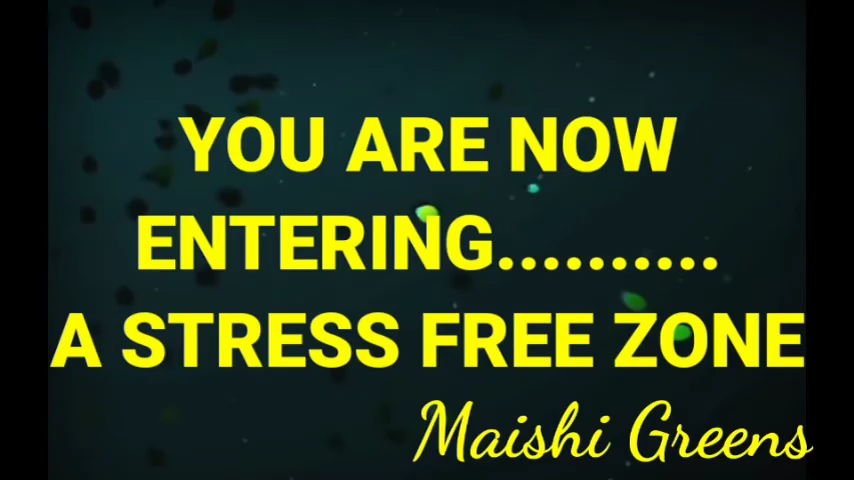 YOU ARE NOW
ENTERING..........
A STRESS FREE ZONE
Maishi Greens